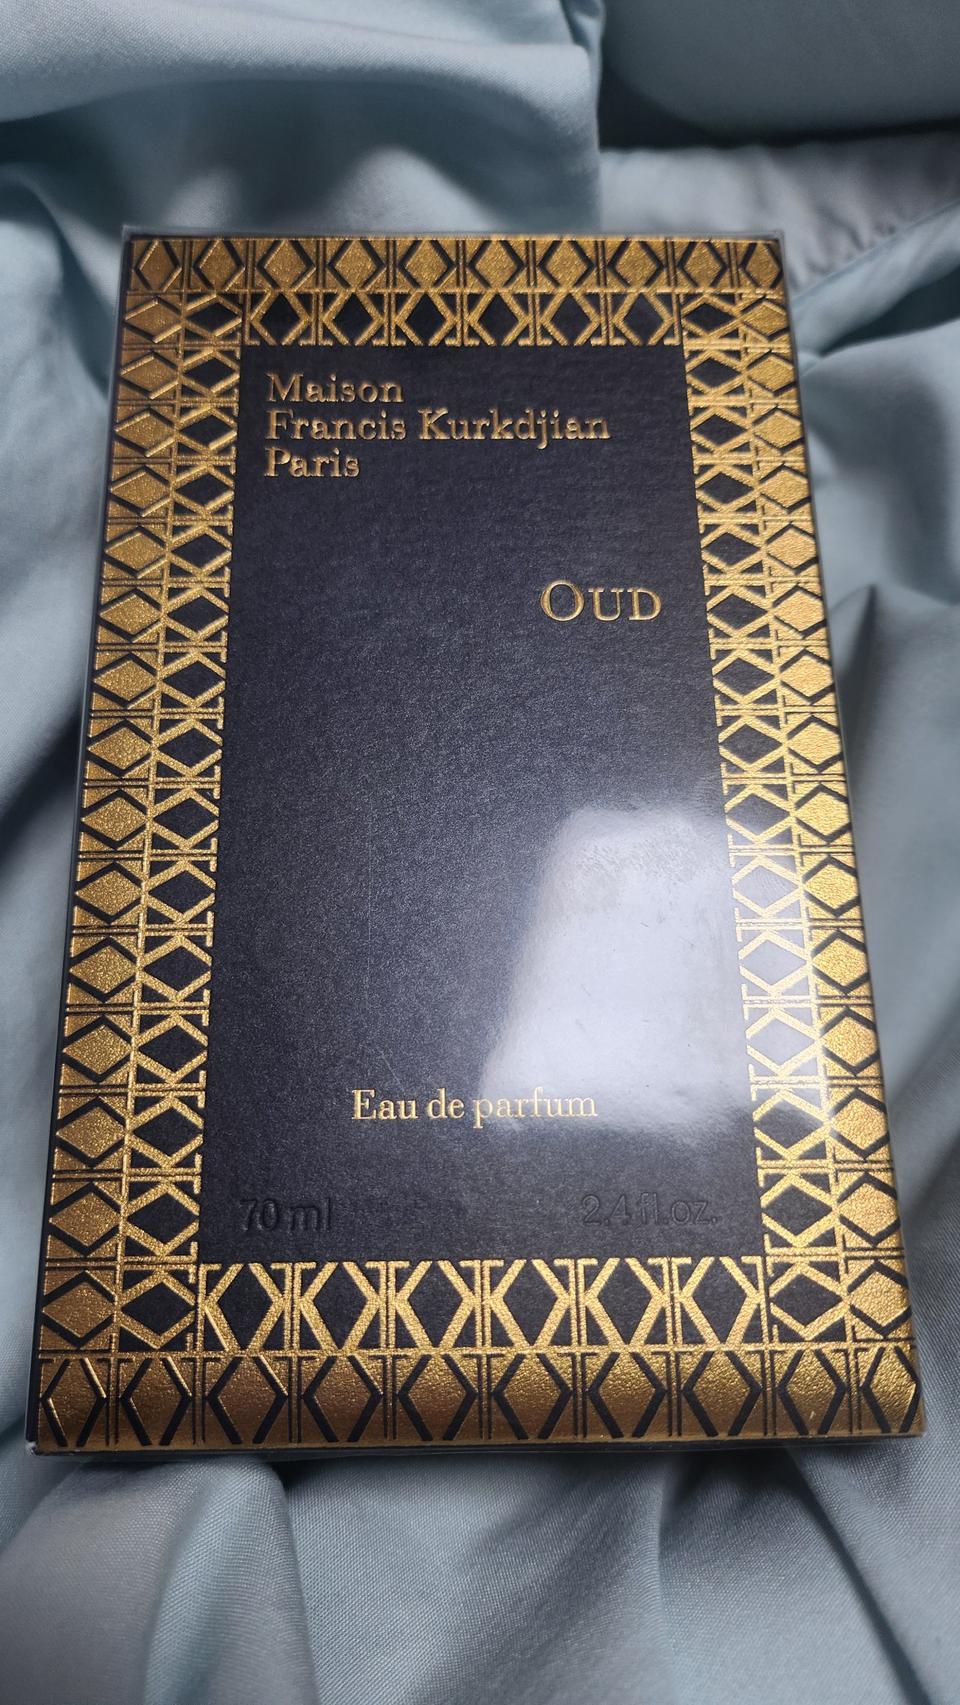 Maison
Francis Kurkdjian
Paris
OUD
Eau de parfum
70 ml 2.4 fl.oz.